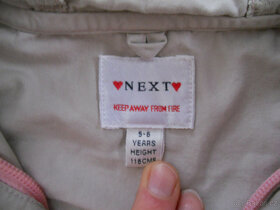 ♥NEXT♥
KEEP AWAY FROM FIRE
5-6
YEARS
HEIGHT
116CMS